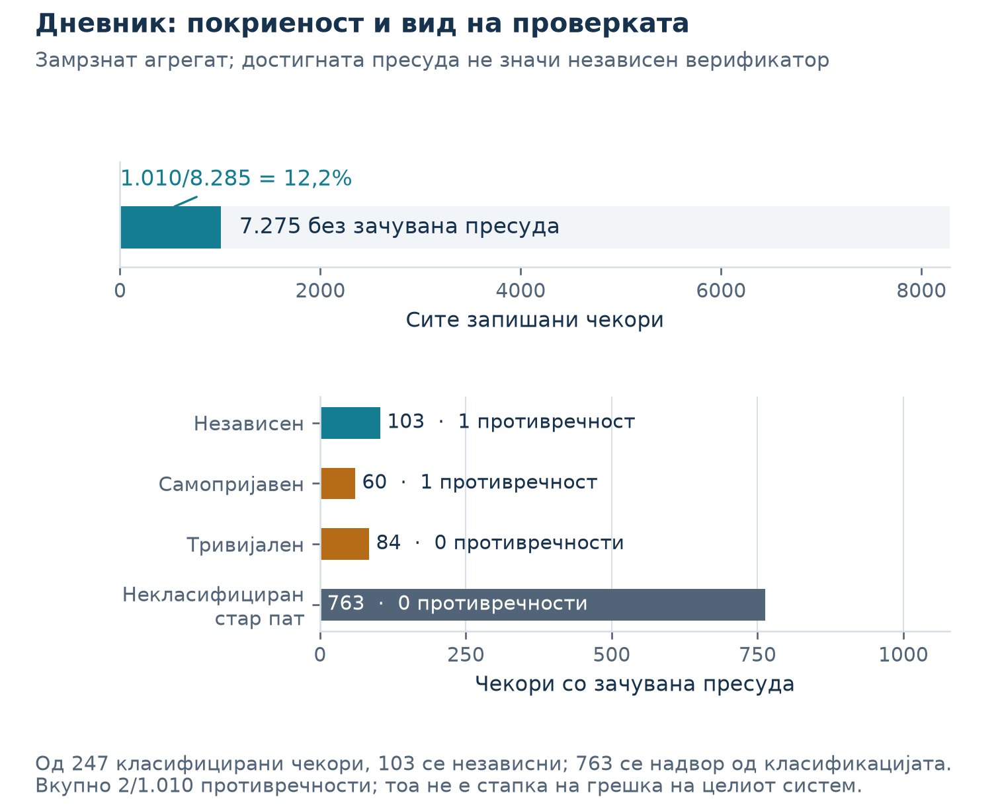 Дневник: покриеност и вид на проверката
Замрзнат агрегат; достигната пресуда не значи независен верификатор
1.010/8.285 = 12,2%
7.275 без зачувана пресуда
0 2000 4000 6000 8000
Сите запишани чекори
Независен 103 · 1 противречност
Самопријавен 60 · 1 противречност
Тривијален 84 · 0 противречности
Некласифициран
стар пат
763 · 0 противречности
0 250 500 750 1000
Чекори со зачувана пресуда
Од 247 класифицирани чекори, 103 се независни; 763 се надвор од класификацијата.
Вкупно 2/1.010 противречности; тоа не е стапка на грешка на целиот систем.